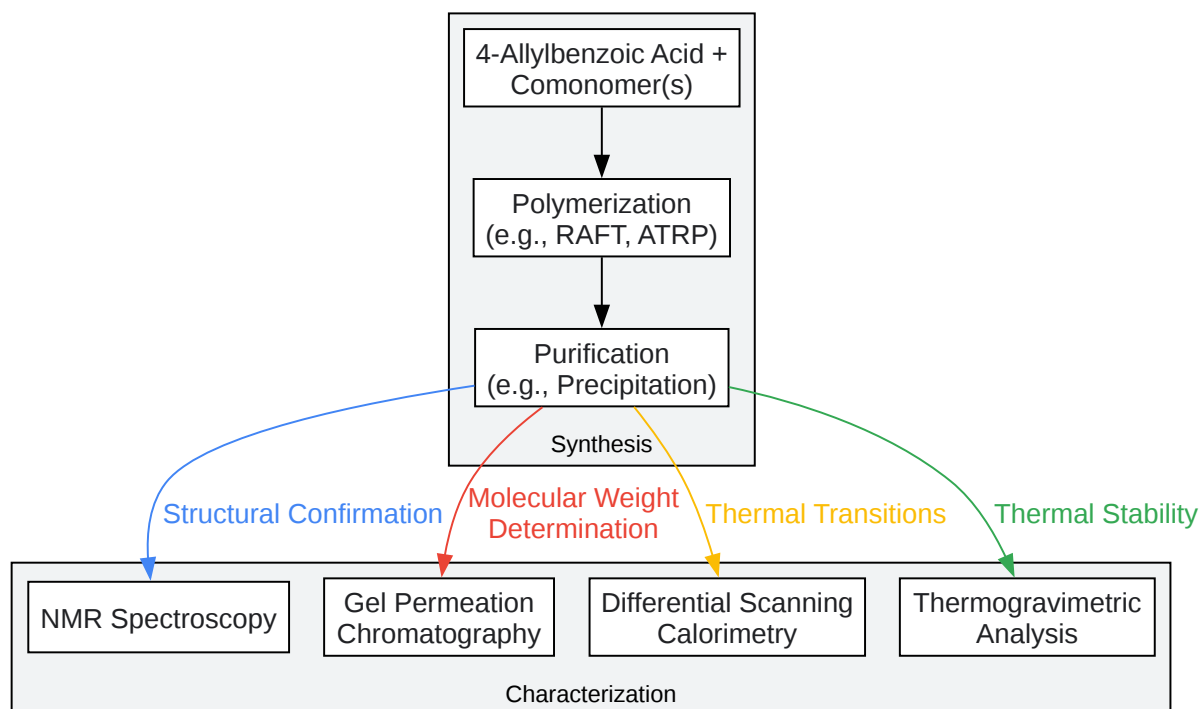 4-Allylbenzoic Acid +
Comonomer(s)
Polymerization
(e.g., RAFT, ATRP)
Purification
(e.g., Precipitation)
Synthesis
Structural Confirmation
Molecular Weight
Determination
Thermal Transitions
Thermal Stability
NMR Spectroscopy
Gel Permeation
Chromatography
Differential Scanning
Calorimetry
Thermogravimetric
Analysis
Characterization